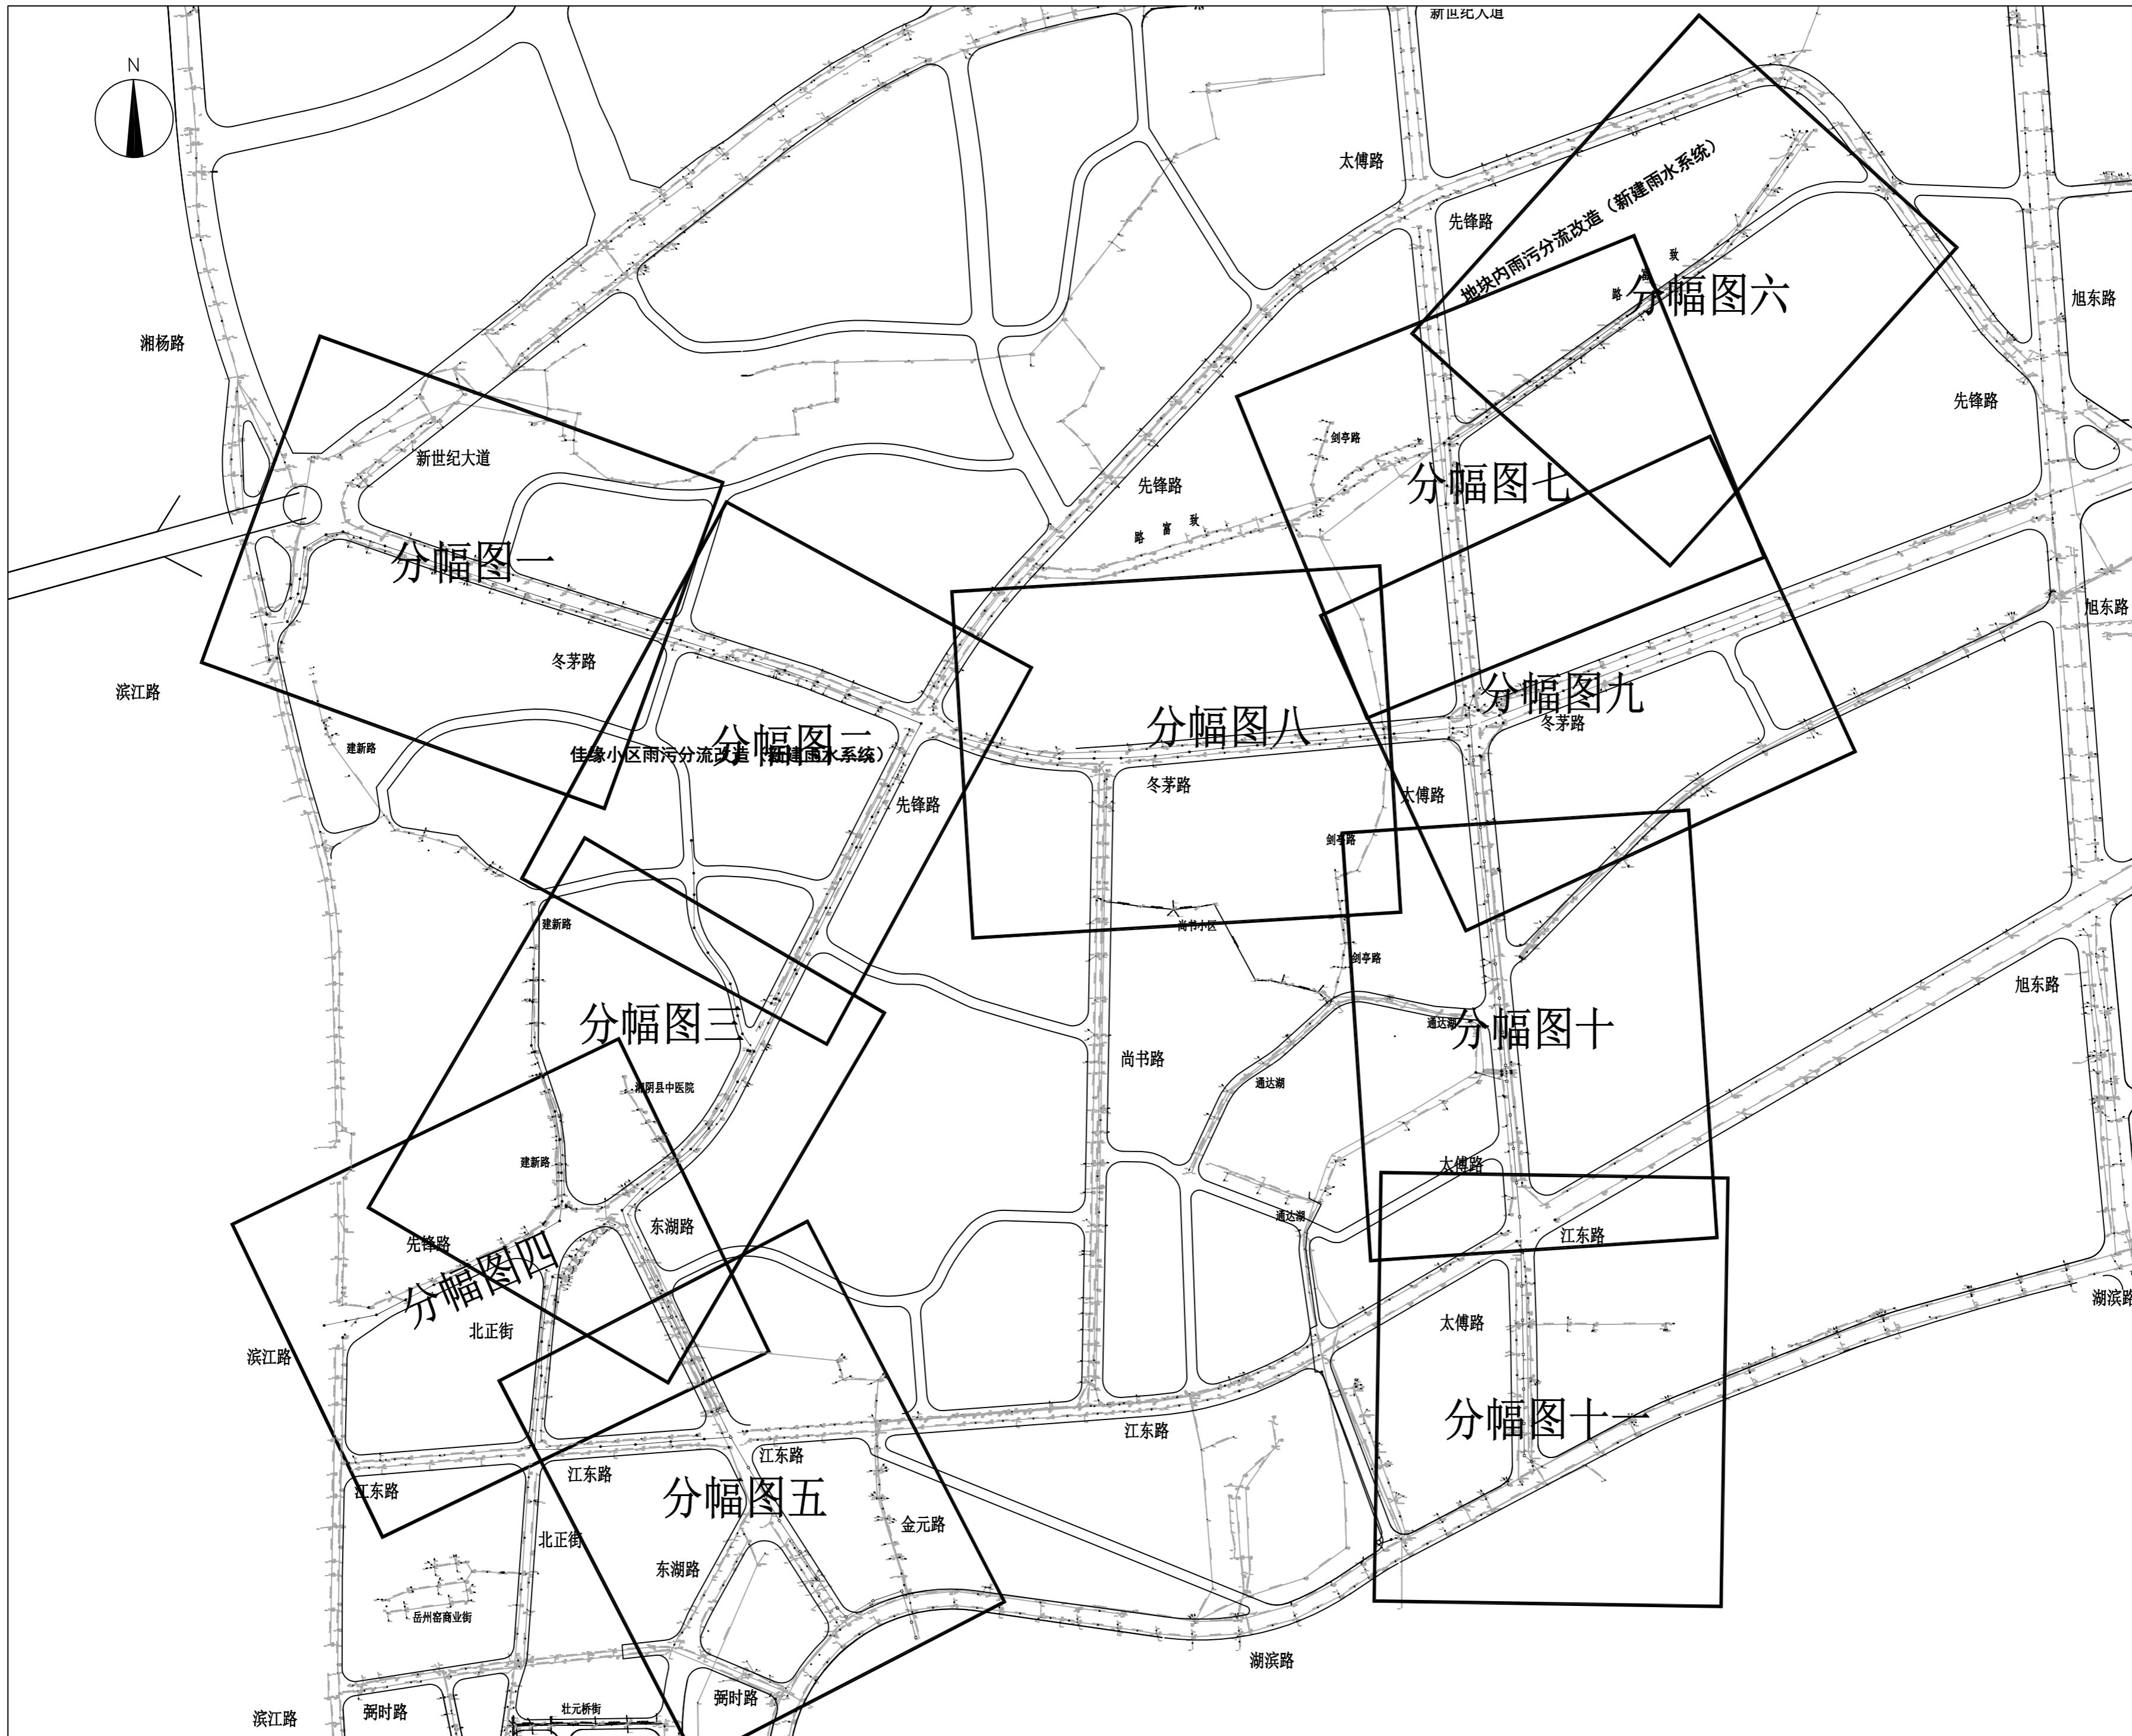 新世纪大道
N
太傅路
地块内雨污分流改造（新建雨水系统）
先锋路
致
富
路
分幅图六
旭东路
湘杨路
先锋路
剑亭路
新世纪大道
分幅图七
先锋路
致
富
路
分幅图一
旭东路
冬茅路
滨江路
分幅图九
冬茅路
分幅图八
分幅图二
建新路
佳缘小区雨污分流改造（新建雨水系统）
冬茅路
太傅路
先锋路
剑亭路
建新路
尚书小区
剑亭路
旭东路
分幅图三
通达湖
分幅图十
尚书路
通达湖
湘阴县中医院
建新路
太傅路
通达湖
东湖路
江东路
先锋路
分幅图四
湖滨路
太傅路
北正街
滨江路
分幅图十一
江东路
江东路
江东路
江东路
分幅图五
金元路
北正街
东湖路
岳州窑商业街
湖滨路
弼时路
壮元桥街
弼时路
滨江路